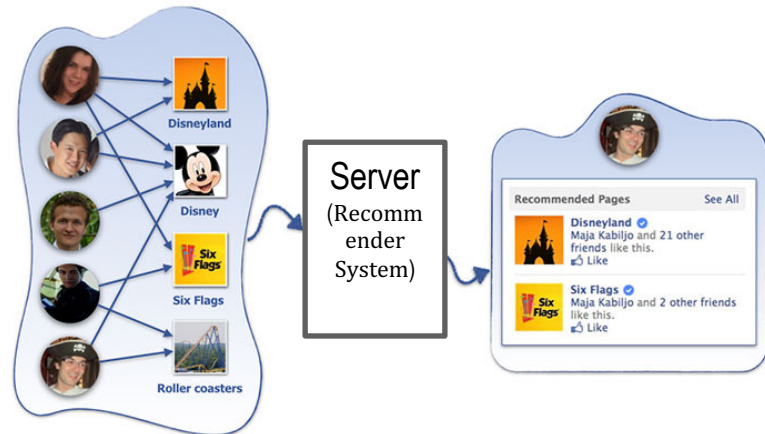 Disneyland
Disney
Six
Flags
Six Flags
Roller coasters
Server
(Recomm
ender
System)
Recommended Pages See All
Disneyland
Maja Kabiljo and 21 other
friends like this.
Like
Six
Flags
Six Flags
Maja Kabiljo and 2 other friends
like this.
Like